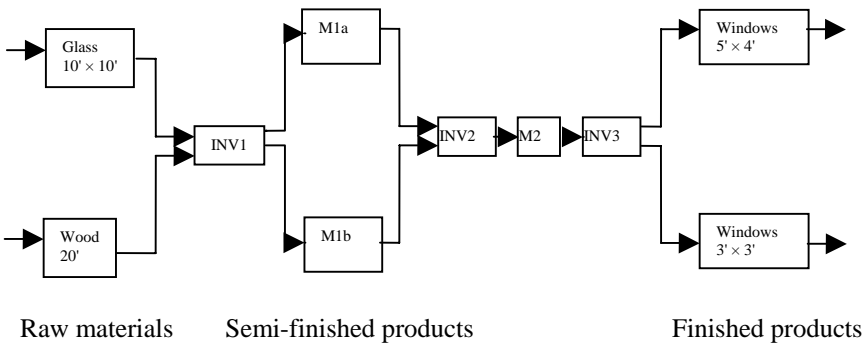 Glass
10' × 10'
Wood
20'
INV1
M1a
M1b
INV2
M2
INV3
Windows
5' × 4'
Windows
3' × 3'
Raw materials
Semi-finished products
Finished products